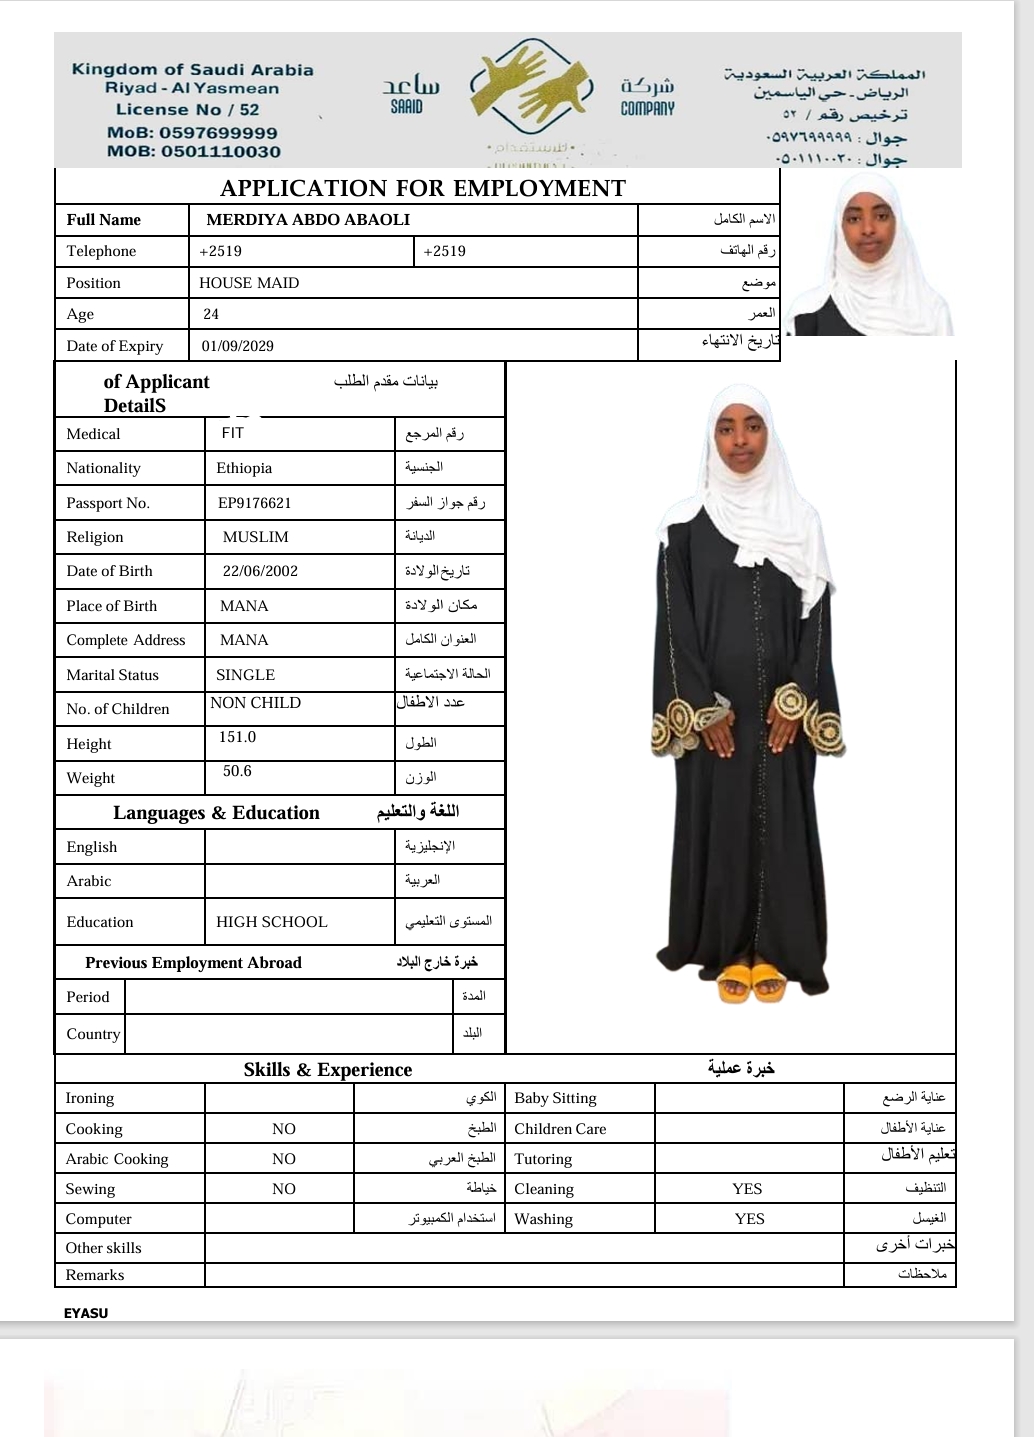 Kingdom of Saudi Arabia
Riyad - Al Yasmean
License No / 52
MoB: 0597699999
MOB: 0501110030
ساعد
SAAID
شركة
COMPANY
للاستقدام
المملكة العربية السعودية
الرياض - حي الياسمين
ترخيص رقم / ٥٢
جوال : ٠٥٩٧٦٩٩٩٩٩
جوال : ٠٥٠١١١٠٠٣٠
APPLICATION FOR EMPLOYMENT
Full Name MERDIYA ABDO ABAOLI الاسم الكامل
Telephone +2519 +2519 رقم الهاتف
Position HOUSE MAID موضع
Age 24 العمر
Date of Expiry 01/09/2029 تاريخ الانتهاء
of Applicant بيانات مقدم الطلب
DetailS
Medical FIT رقم المرجع
Nationality Ethiopia الجنسية
Passport No. EP9176621 رقم جواز السفر
Religion MUSLIM الديانة
Date of Birth 22/06/2002 تاريخ الولادة
Place of Birth MANA مكان الولادة
Complete Address MANA العنوان الكامل
Marital Status SINGLE الحالة الاجتماعية
No. of Children NON CHILD عدد الاطفال
Height 151.0 الطول
Weight 50.6 الوزن
Languages & Education اللغة والتعليم
English الإنجليزية
Arabic العربية
Education HIGH SCHOOL المستوى التعليمي
Previous Employment Abroad خبرة خارج البلاد
Period المدة
Country البلد
Skills & Experience خبرة عملية
Ironing الكوي Baby Sitting عناية الرضع
Cooking NO الطبخ Children Care عناية الأطفال
Arabic Cooking NO الطبخ العربي Tutoring تعليم الأطفال
Sewing NO خياطة Cleaning YES التنظيف
Computer استخدام الكمبيوتر Washing YES الغيسل
Other skills خبرات أخرى
Remarks ملاحظات
EYASU